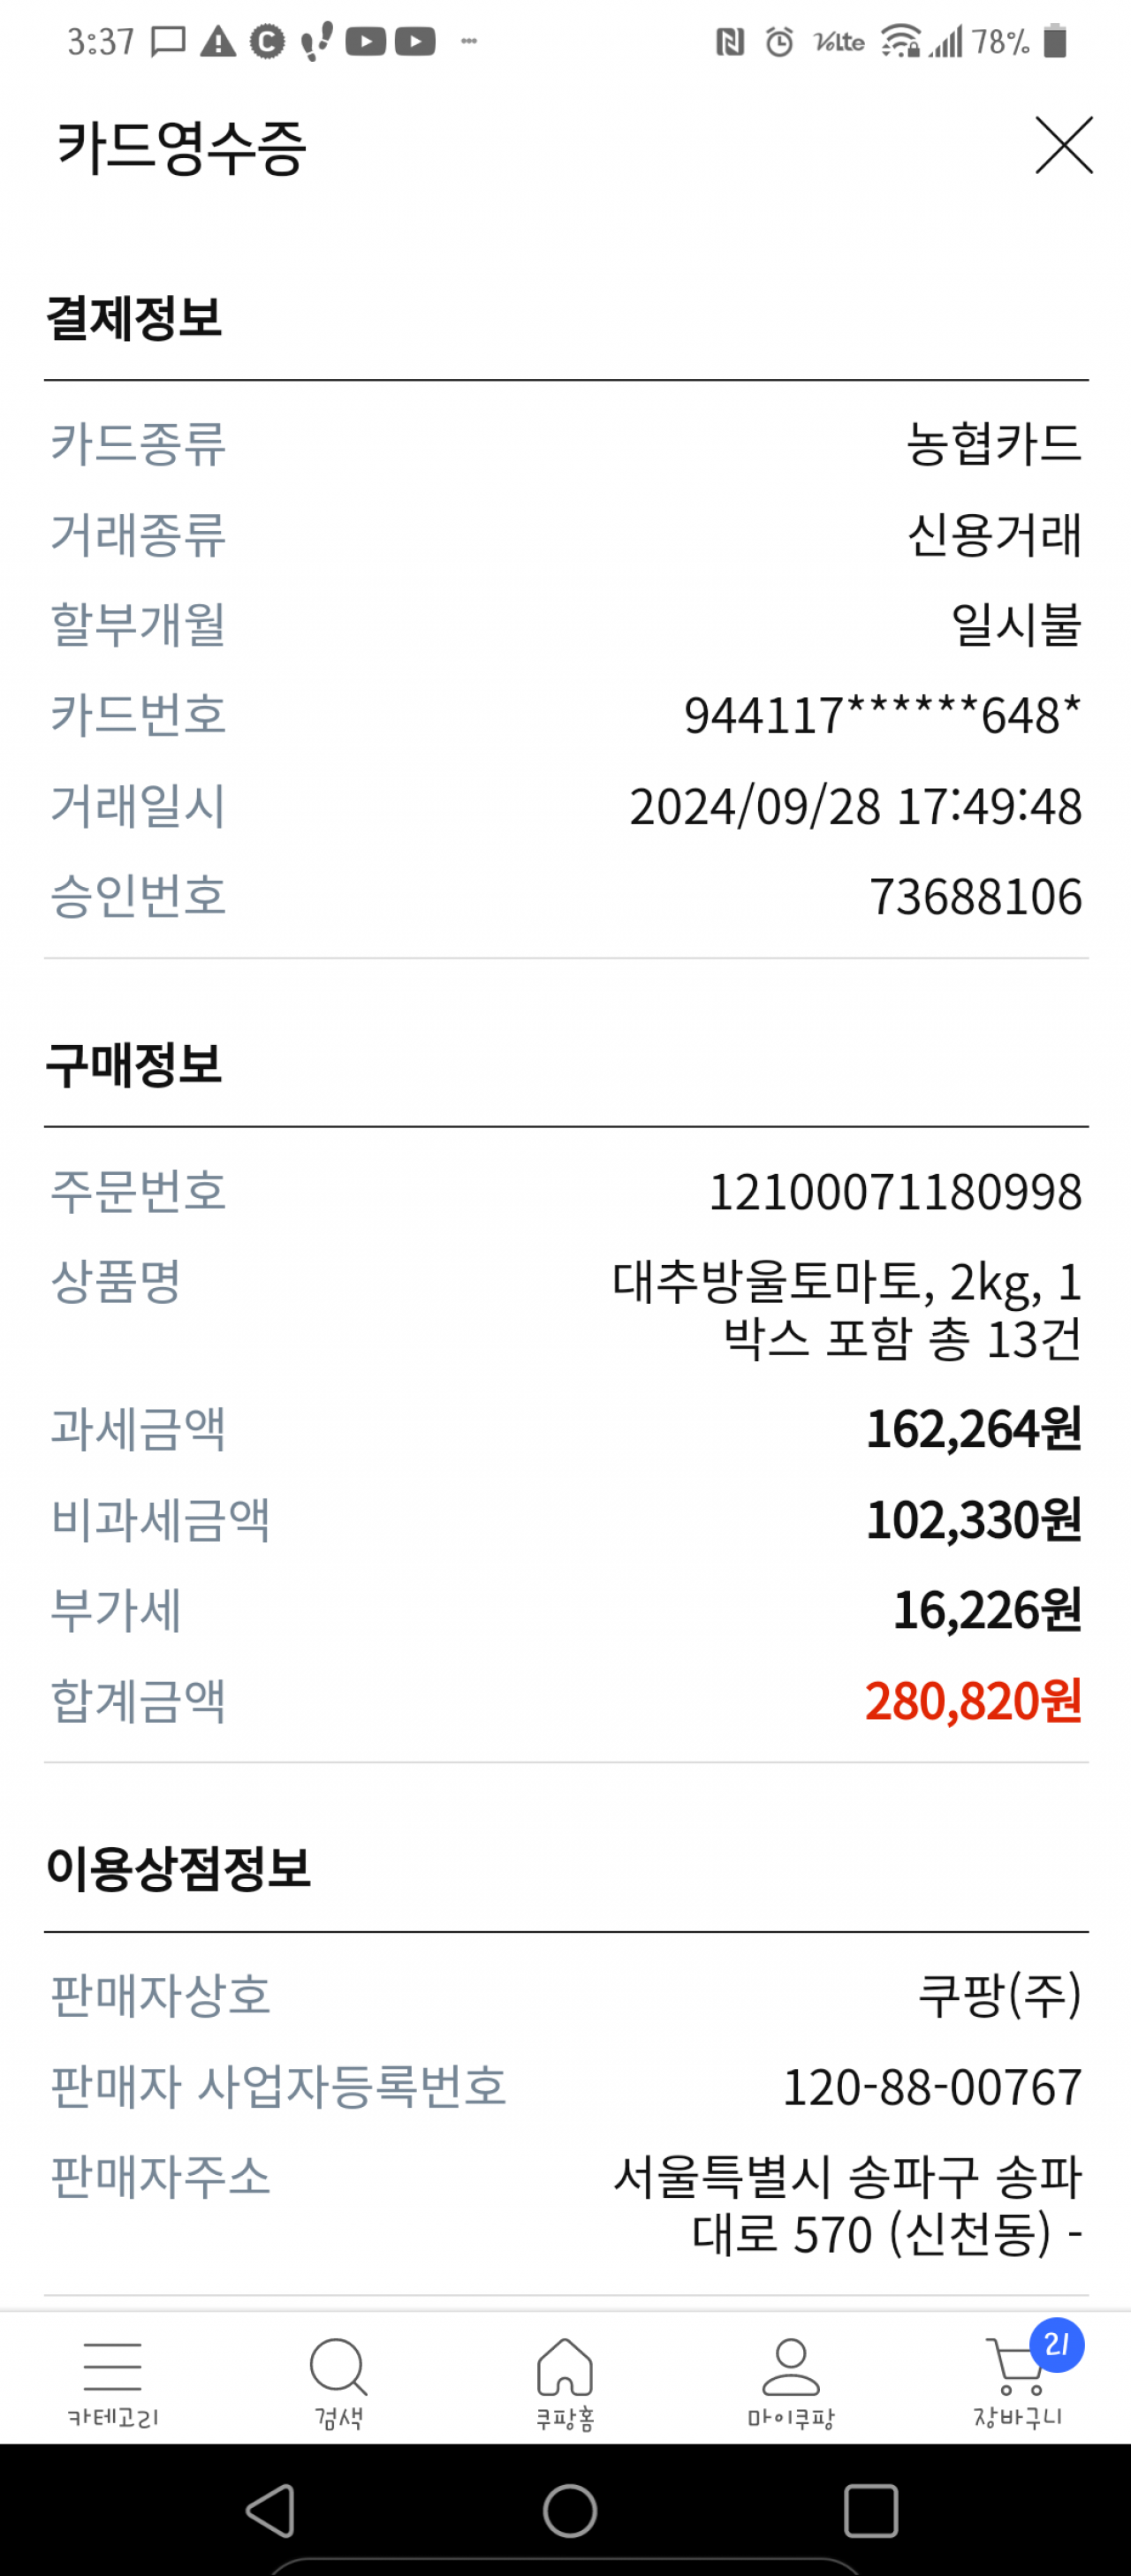 3:37
Volte 78%
카드영수증
결제정보
카드종류 농협카드
거래종류 신용거래
할부개월 일시불
카드번호 944117******648*
거래일시 2024/09/28 17:49:48
승인번호 73688106
구매정보
주문번호 12100071180998
상품명 대추방울토마토, 2kg, 1
박스 포함 총 13건
과세금액 162,264원
비과세금액 102,330원
부가세 16,226원
합계금액 280,820원
이용상점정보
판매자상호 쿠팡(주)
판매자 사업자등록번호 120-88-00767
판매자주소 서울특별시 송파구 송파
대로 570 (신천동) -
21
카테고리 검색 쿠팡홈 마이쿠팡 장바구니